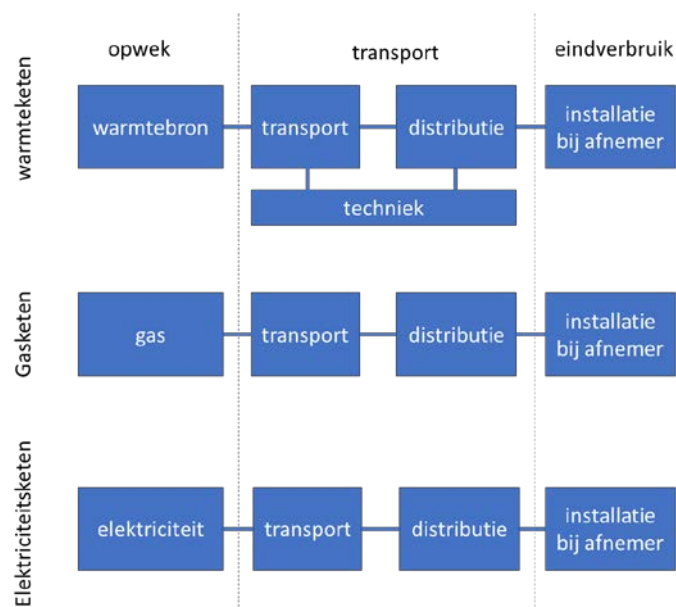 opwek
transport
eindverbruik
warmteketen
warmtebron
transport
distributie
installatie
bij afnemer
techniek
Gasketen
gas
transport
distributie
installatie
bij afnemer
Elektriciteitsketen
elektriciteit
transport
distributie
installatie
bij afnemer